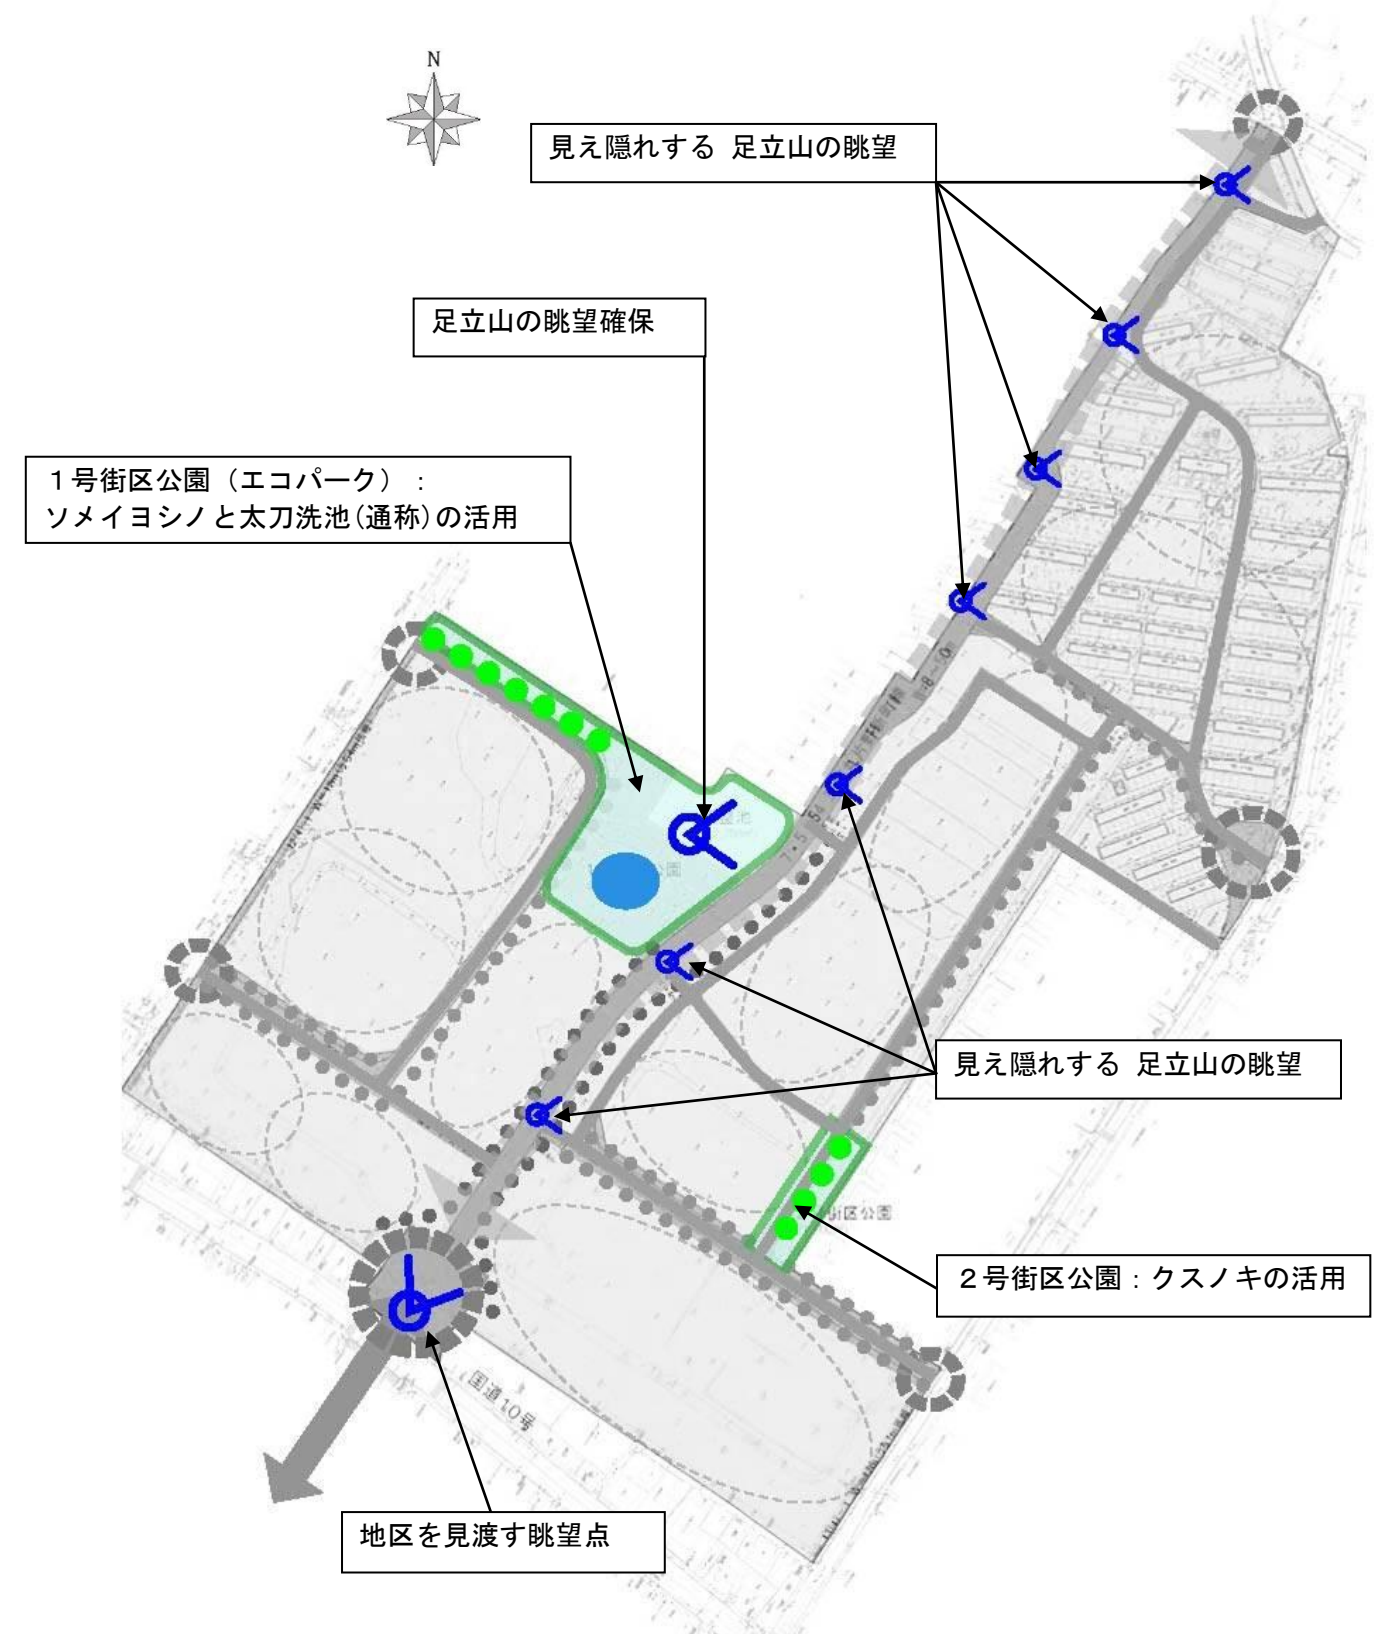 N
見え隠れする 足立山の眺望
足立山の眺望確保
１号街区公園（エコパーク）：
ソメイヨシノと太刀洗池(通称)の活用
見え隠れする 足立山の眺望
街区公園
２号街区公園：クスノキの活用
国道10号
地区を見渡す眺望点